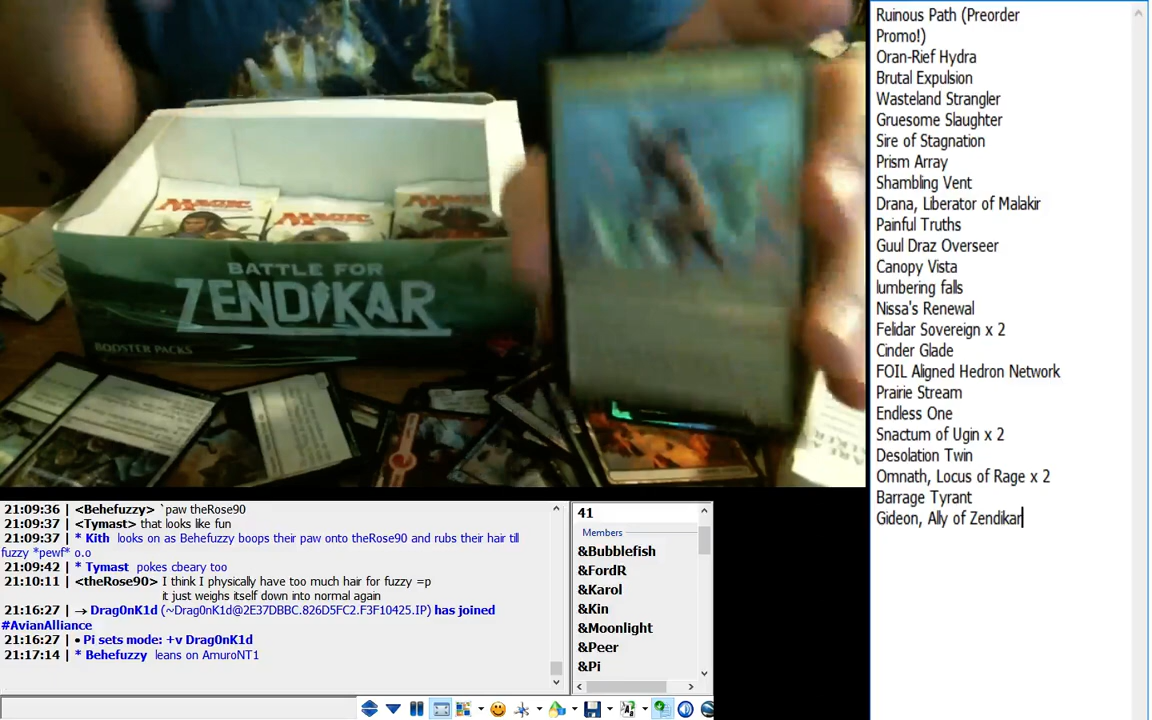 MAGIC
MAGIC
MAGIC
BATTLE FOR
ZENDIKAR
BOOSTER PACKS
Ruinous Path (Preorder
Promo!)
Oran-Rief Hydra
Brutal Expulsion
Wasteland Strangler
Gruesome Slaughter
Sire of Stagnation
Prism Array
Shambling Vent
Drana, Liberator of Malakir
Painful Truths
Guul Draz Overseer
Canopy Vista
lumbering falls
Nissa's Renewal
Felidar Sovereign x 2
Cinder Glade
FOIL Aligned Hedron Network
Prairie Stream
Endless One
Snactum of Ugin x 2
Desolation Twin
Omnath, Locus of Rage x 2
Barrage Tyrant
Gideon, Ally of Zendikar
21:09:36 | <Behefuzzy> `paw theRose90
21:09:37 | <Tymast> that looks like fun
21:09:37 | * Kith looks on as Behefuzzy boops their paw onto theRose90 and rubs their hair till
fuzzy *pewf* o.o
21:09:42 | * Tymast pokes cbeary too
21:10:11 | <theRose90> I think I physically have too much hair for fuzzy =p
it just weighs itself down into normal again
21:16:27 | → Drag0nK1d (~Drag0nK1d@2E37DBBC.826D5FC2.F3F10425.IP) has joined
#AvianAlliance
21:16:27 | • Pi sets mode: +v Drag0nK1d
21:17:14 | * Behefuzzy leans on AmuroNT1
41
Members
&Bubblefish
&FordR
&Karol
&Kin
&Moonlight
&Peer
&Pi